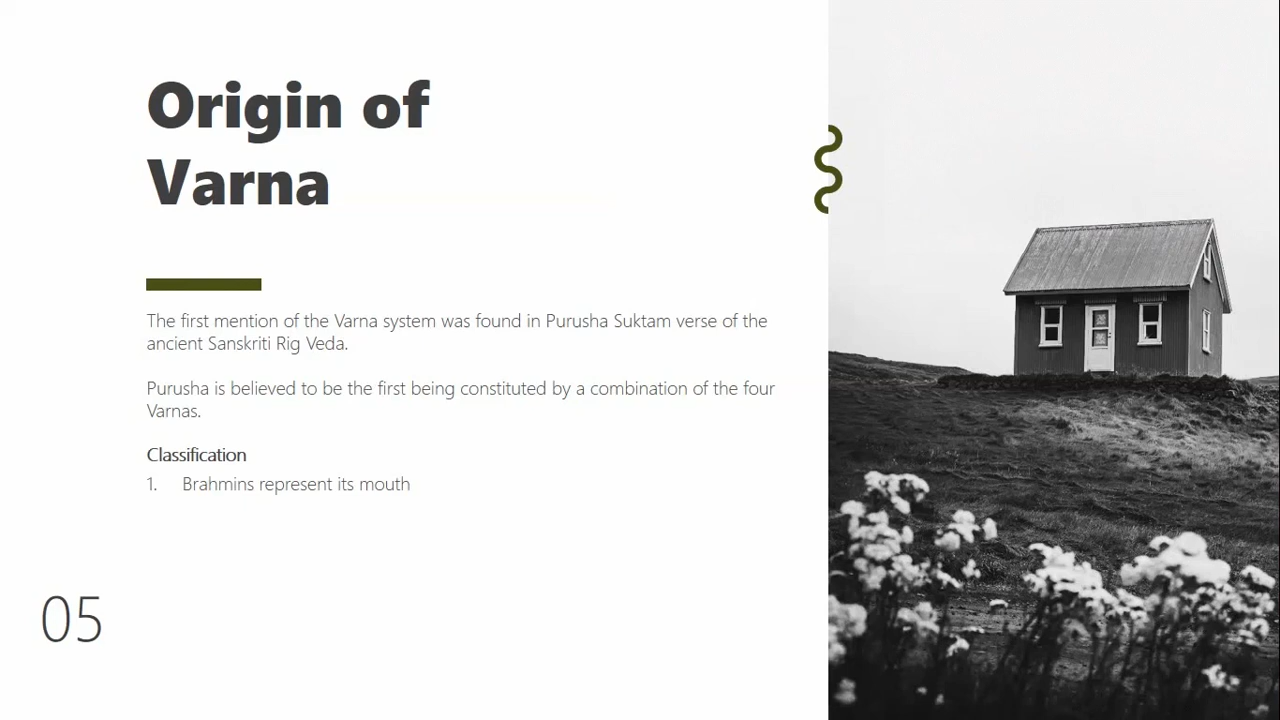 Origin of
Varna
The first mention of the Varna system was found in Purusha Suktam verse of the
ancient Sanskriti Rig Veda.
Purusha is believed to be the first being constituted by a combination of the four
Varnas.
Classification
1. Brahmins represent its mouth
05